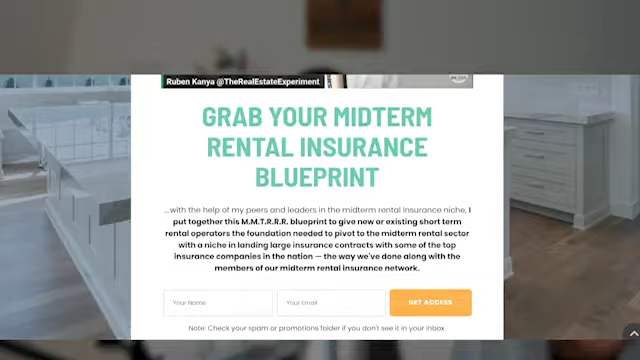 Ruben Kanya @TheRealEstateExperiment
GRAB YOUR MIDTERM
RENTAL INSURANCE
BLUEPRINT
...with the help of my peers and leaders in the midterm rental insurance niche, I
put together this M.M.T.R.R.R. blueprint to give new or existing short term
rental operators the foundation needed to pivot to the midterm rental sector
with a niche in landing large insurance contracts with some of the top
insurance companies in the nation — the way we've done along with the
members of our midterm rental insurance network.
Your Name
Your Email
GET ACCESS
Note: Check your spam or promotions folder if you don't see it in your inbox.